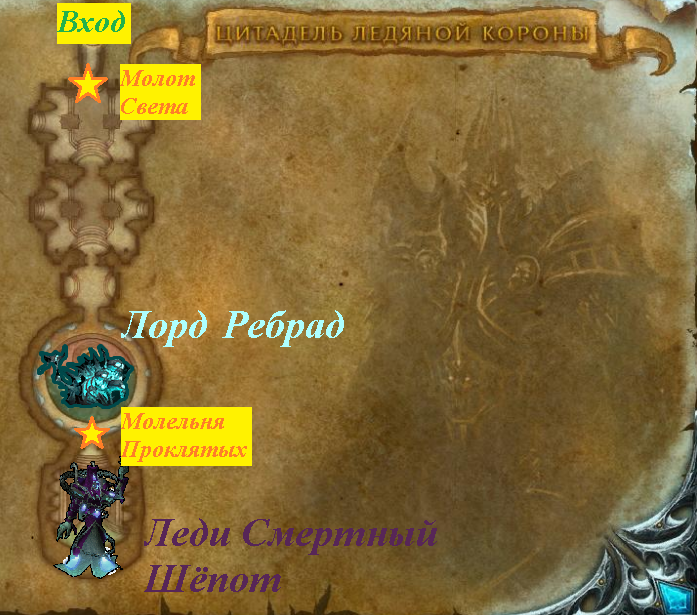 Вход
ЦИТАДЕЛЬ ЛЕДЯНОЙ КОРОНЫ
Молот
Света
Лорд Ребрад
Молельня
Проклятых
Леди Смертный
Шёпот